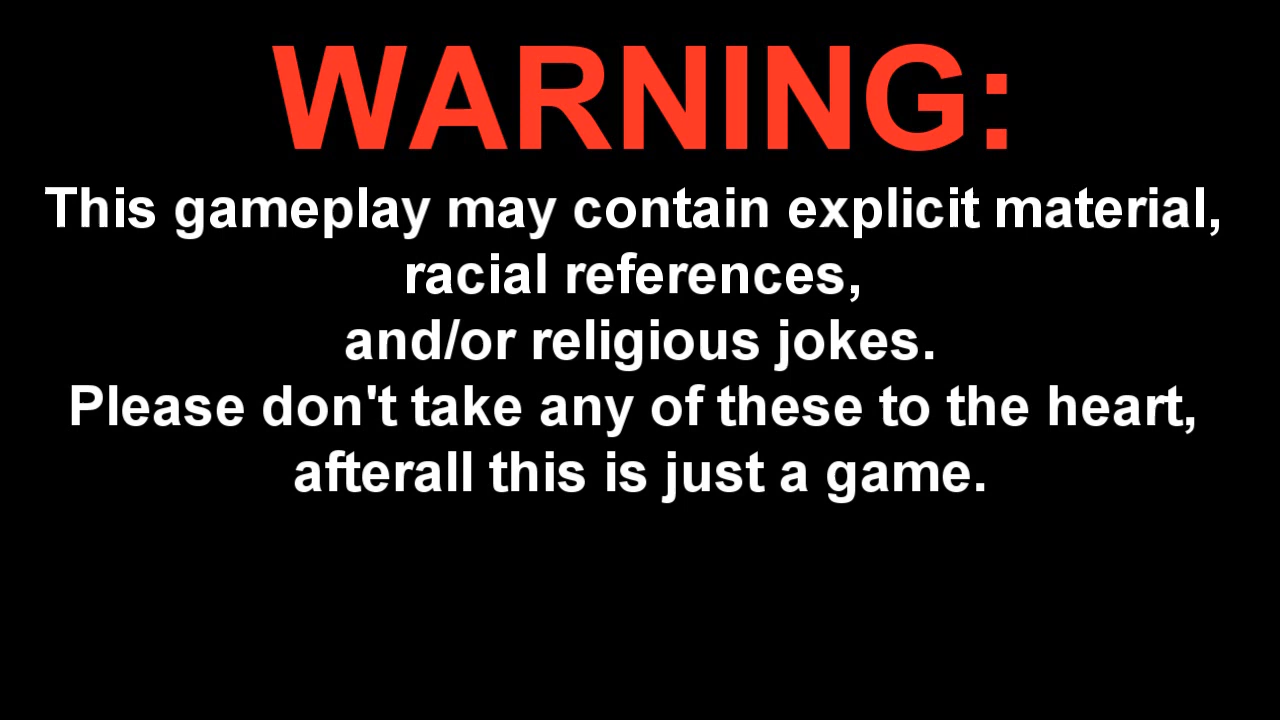 WARNING:
This gameplay may contain explicit material,
racial references,
and/or religious jokes.
Please don't take any of these to the heart,
afterall this is just a game.